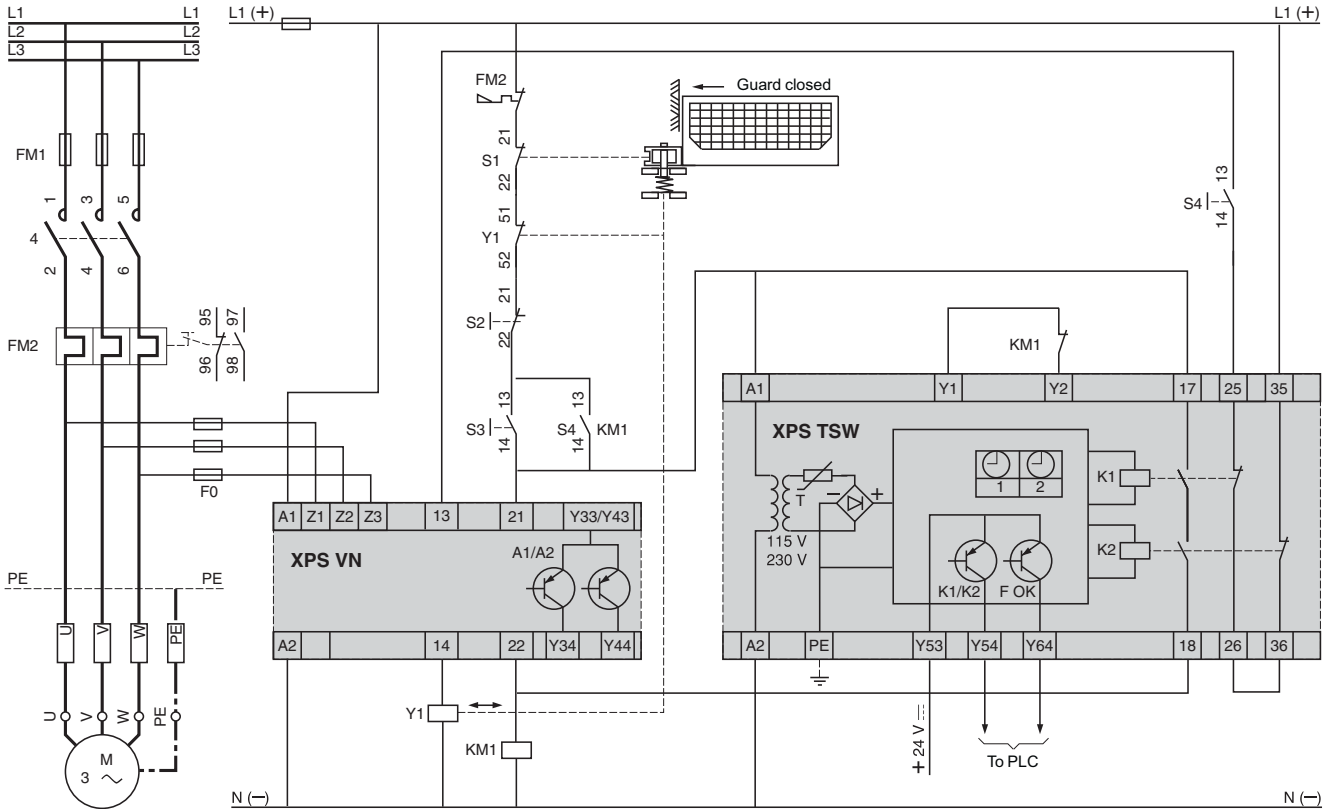 L1 L1 L1 (+) L1 (+)
L2 L2
L3 L3
FM2
Guard closed
FM1
21
S1
22
13
S4
14
1 3 5
4
2 4 6
51
Y1
52
21
S2
22
FM2
95 97
96 98
KM1
A1 Y1 Y2 17 25 35
13 13
S3 S4 KM1
14 14
XPS TSW
F0
1 2
K1
T − +
115 V
230 V
K2
A1 Z1 Z2 Z3 13 21 Y33/Y43
XPS VN
A1/A2
K1/K2 F OK
PE PE
U V W PE
A2 14 22 Y34 Y44
A2 PE Y53 Y54 Y64 18 26 36
U V W PE
Y1
KM1
+ 24 V
To PLC
M
3
N (−) N (−)